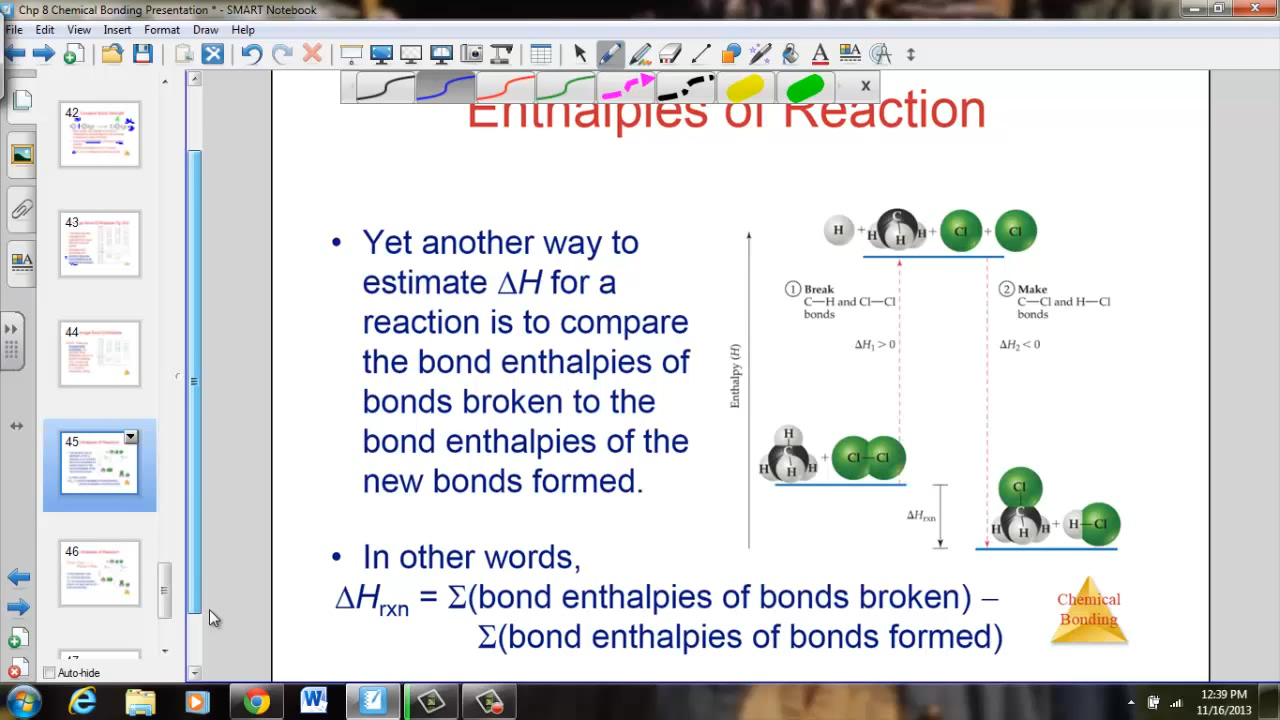 Chp 8 Chemical Bonding Presentation * - SMART Notebook
File Edit View Insert Format Draw Help
A
x
Enthalpies of Reaction
42
43
44
45
46
Auto-hide
• Yet another way to
estimate ΔH for a
reaction is to compare
the bond enthalpies of
bonds broken to the
bond enthalpies of the
new bonds formed.
• In other words,
ΔHrxn = Σ(bond enthalpies of bonds broken) –
Σ(bond enthalpies of bonds formed)
H + H C H H + Cl + Cl
1 Break
C—H and Cl—Cl
bonds
ΔH1 > 0
2 Make
C—Cl and H—Cl
bonds
ΔH2 < 0
Enthalpy (H)
H C H H H + Cl—Cl
ΔHrxn
Cl C H H H + H—Cl
Chemical
Bonding
12:39 PM
11/16/2013